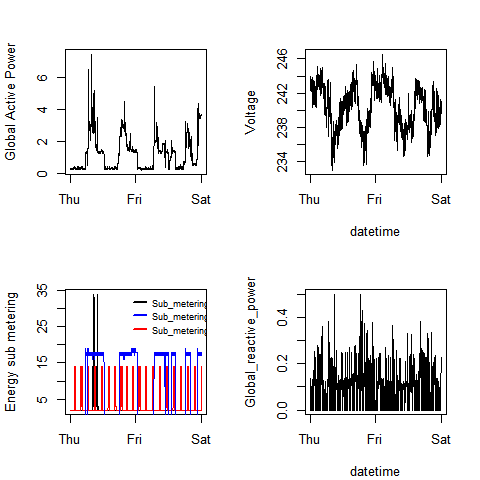 Global Active Power
6
4
2
0
Thu Fri Sat
Voltage
246
242
238
234
Thu Fri Sat
datetime
Energy sub metering
35
25
15
5
Sub_metering
Sub_metering
Sub_metering
Thu Fri Sat
Global_reactive_power
0.4
0.2
0.0
Thu Fri Sat
datetime